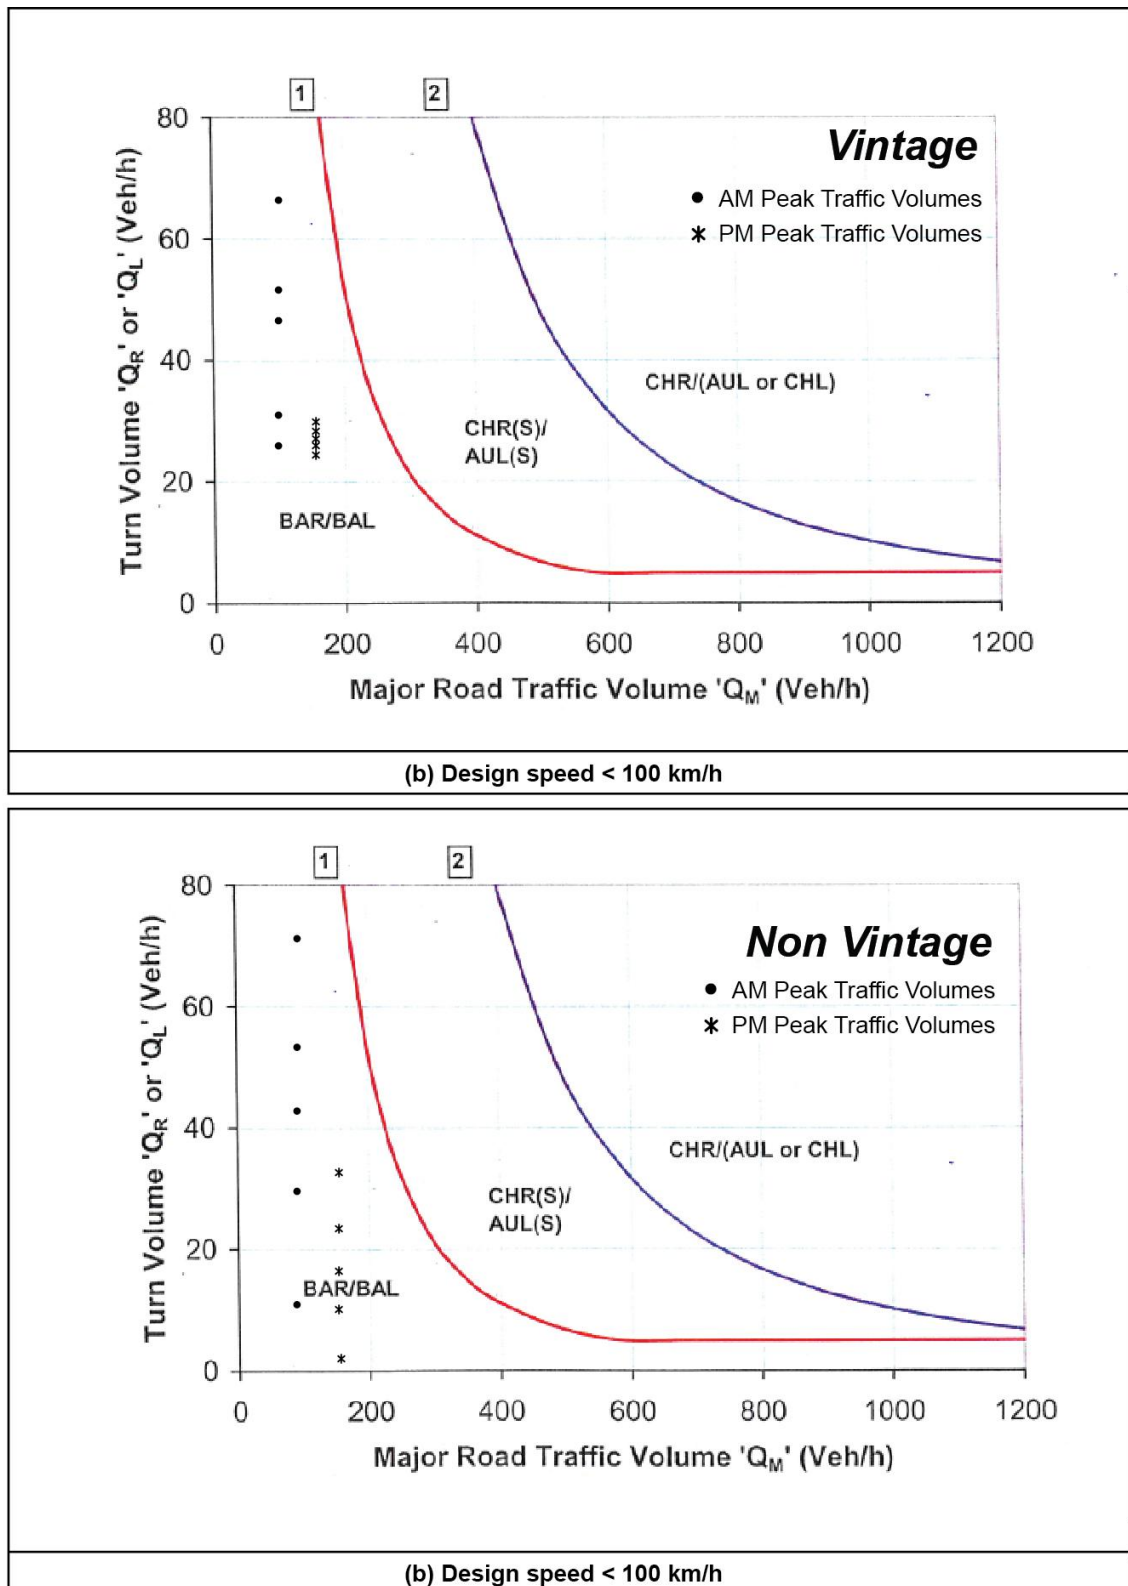 1
2
80
Vintage
AM Peak Traffic Volumes
PM Peak Traffic Volumes
60
40
CHR/(AUL or CHL)
CHR(S)/
AUL(S)
20
BAR/BAL
0
Turn Volume 'QR' or 'QL' (Veh/h)
0 200 400 600 800 1000 1200
Major Road Traffic Volume 'QM' (Veh/h)
(b) Design speed < 100 km/h
1
2
80
Non Vintage
AM Peak Traffic Volumes
PM Peak Traffic Volumes
60
40
CHR/(AUL or CHL)
CHR(S)/
AUL(S)
20
BAR/BAL
0
Turn Volume 'QR' or 'QL' (Veh/h)
0 200 400 600 800 1000 1200
Major Road Traffic Volume 'QM' (Veh/h)
(b) Design speed < 100 km/h